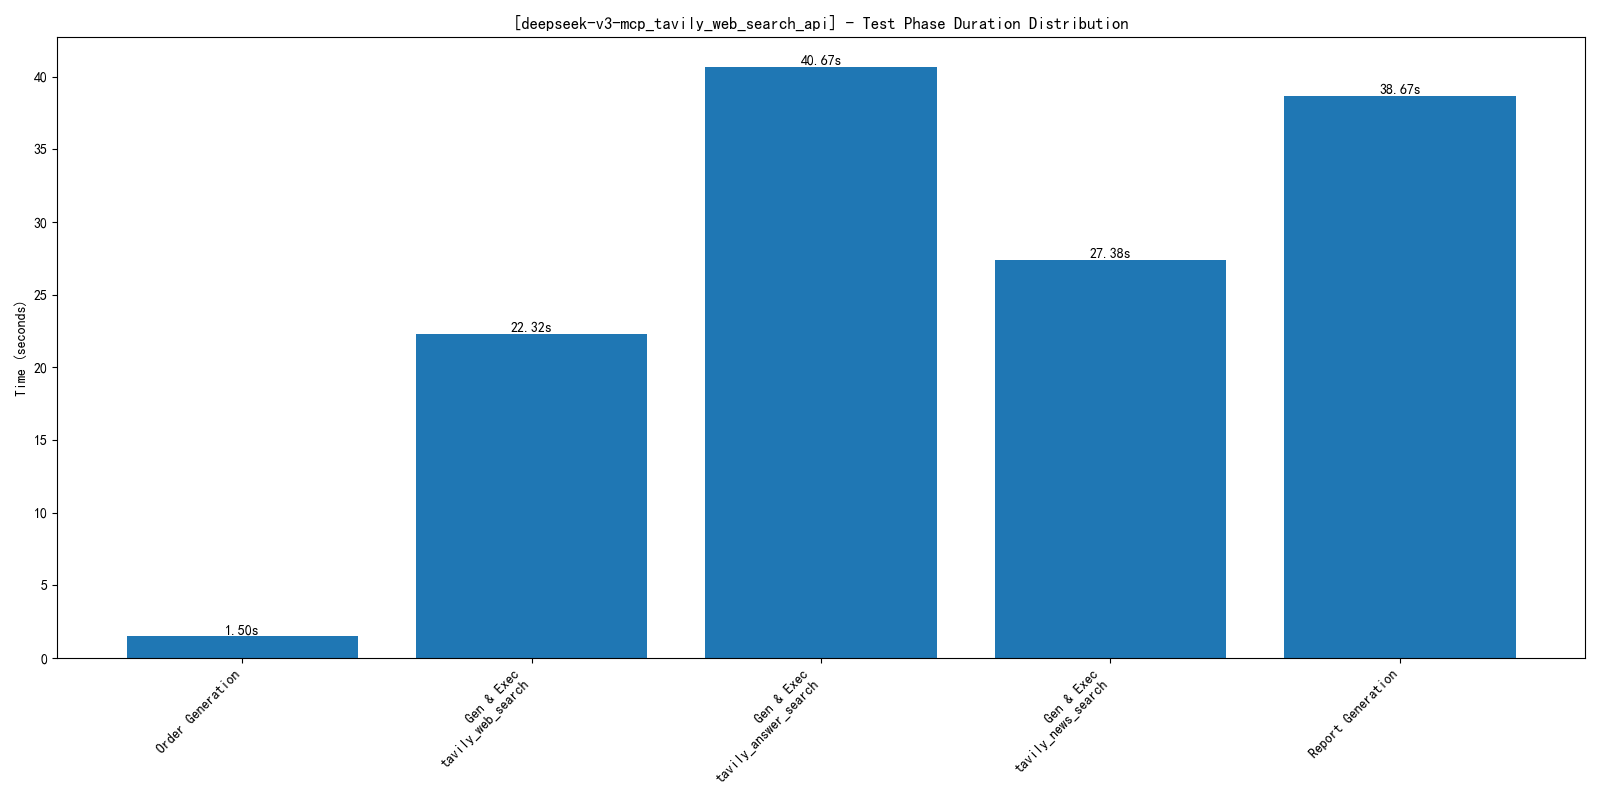 [deepseek-v3-mcp_tavily_web_search_api] - Test Phase Duration Distribution
Time (seconds)
40
35
30
25
20
15
10
5
0
1.50s
22.32s
40.67s
27.38s
38.67s
Order Generation
Gen & Exec
tavily_web_search
Gen & Exec
tavily_answer_search
Gen & Exec
tavily_news_search
Report Generation